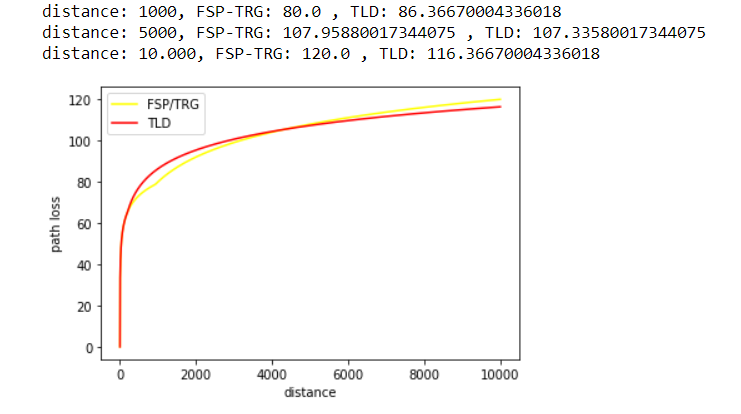 distance: 1000, FSP-TRG: 80.0 , TLD: 86.36670004336018
distance: 5000, FSP-TRG: 107.95880017344075 , TLD: 107.33580017344075
distance: 10.000, FSP-TRG: 120.0 , TLD: 116.36670004336018
FSP/TRG
TLD
120
100
80
60
40
20
0
path loss
0 2000 4000 6000 8000 10000
distance